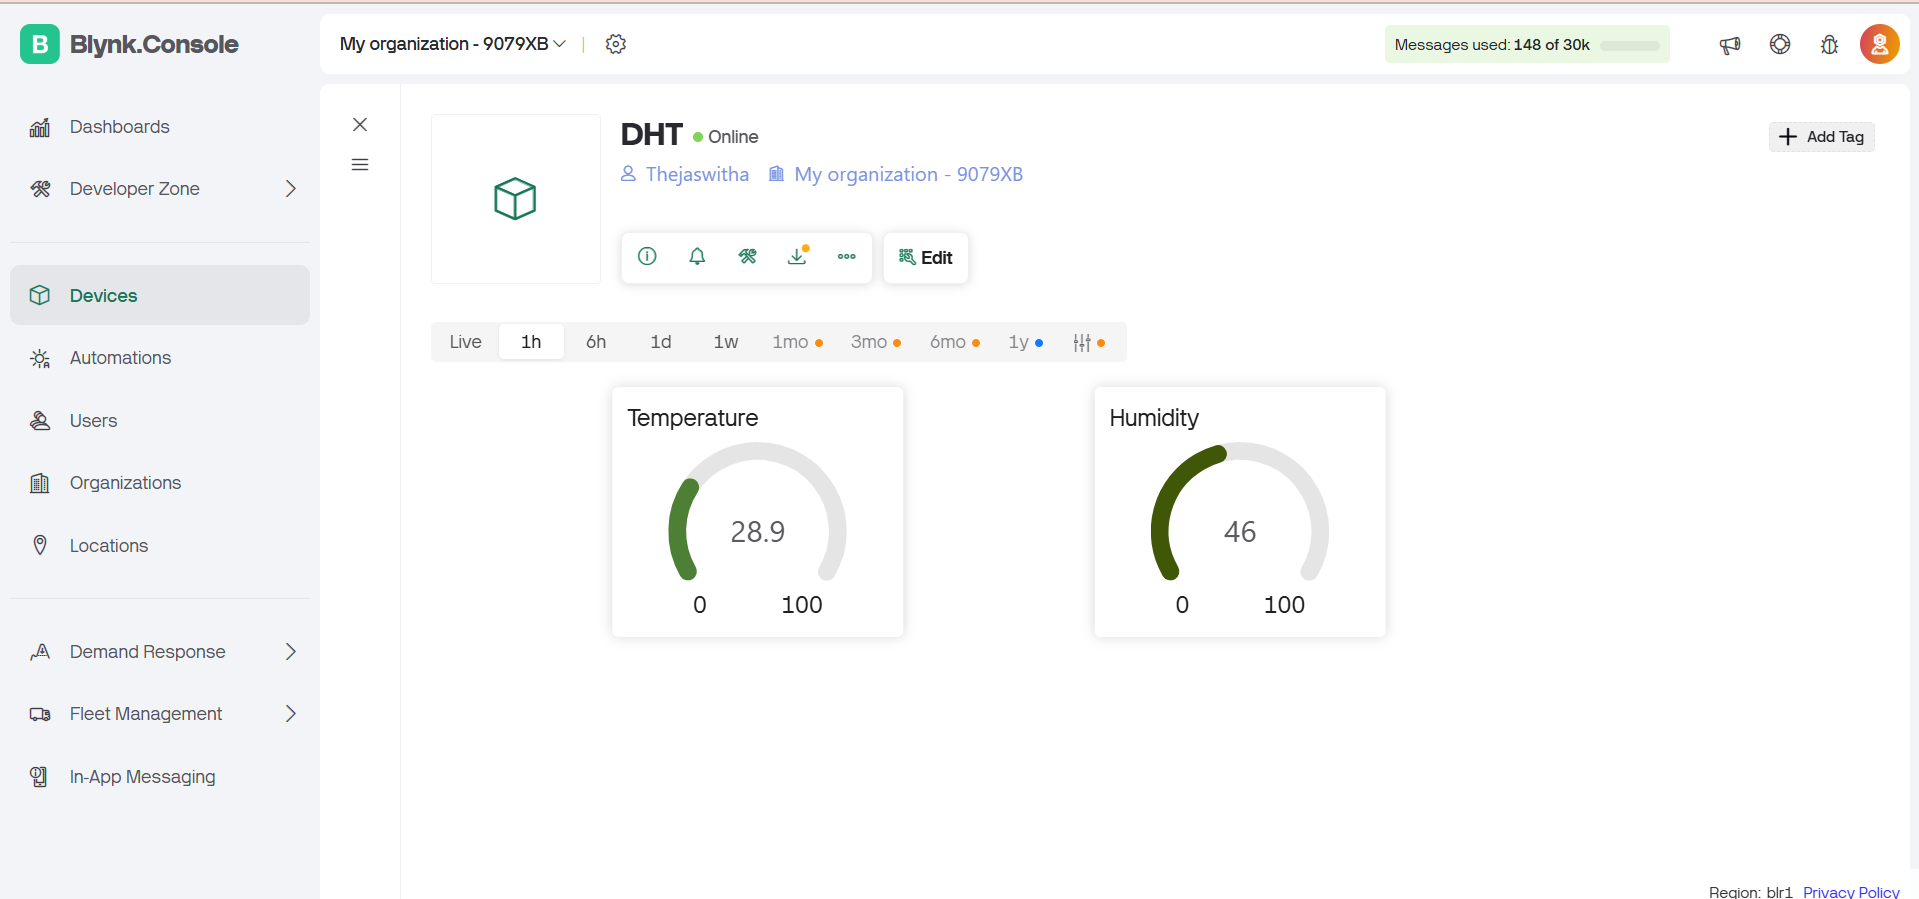 B Blynk.Console
My organization - 9079XB
Messages used: 148 of 30k
Dashboards
Developer Zone
Devices
Automations
Users
Organizations
Locations
Demand Response
Fleet Management
In-App Messaging
DHT Online
Add Tag
Thejaswitha My organization - 9079XB
Edit
Live 1h 6h 1d 1w 1mo 3mo 6mo 1y
Temperature
28.9
0 100
Humidity
46
0 100
Region: blr1 Privacy Policy